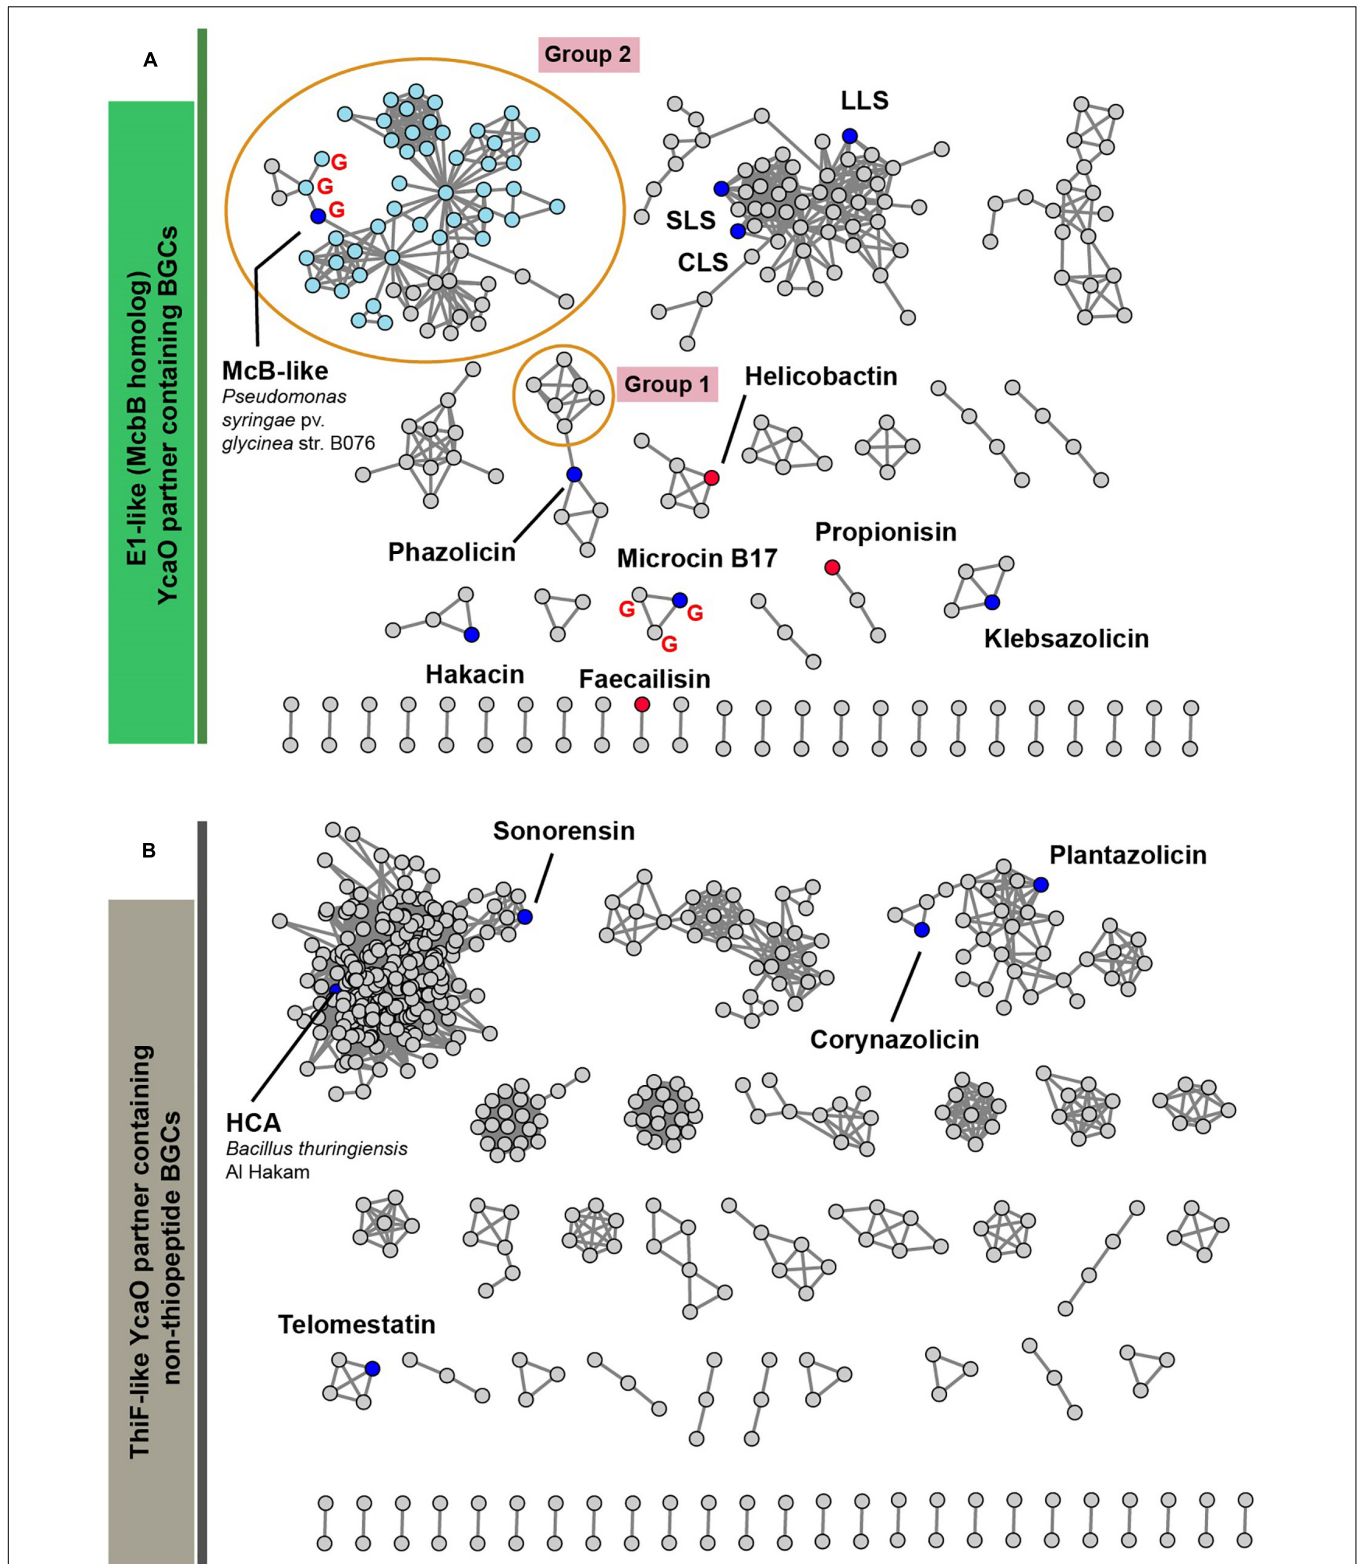 A
E1-like (McbB homolog)
YcaO partner containing BGCs
Group 2
LLS
SLS
CLS
G
G
G
McB-like
Pseudomonas
syringae pv.
glycinea str. B076
Group 1
Helicobactin
Phazolicin
Microcin B17
Propionisin
G
G
G
Klebsazolicin
Hakacin
Faecailisin
B
ThiF-like YcaO partner containing
non-thiopeptide BGCs
Sonorensin
Plantazolicin
Corynazolicin
HCA
Bacillus thuringiensis
Al Hakam
Telomestatin